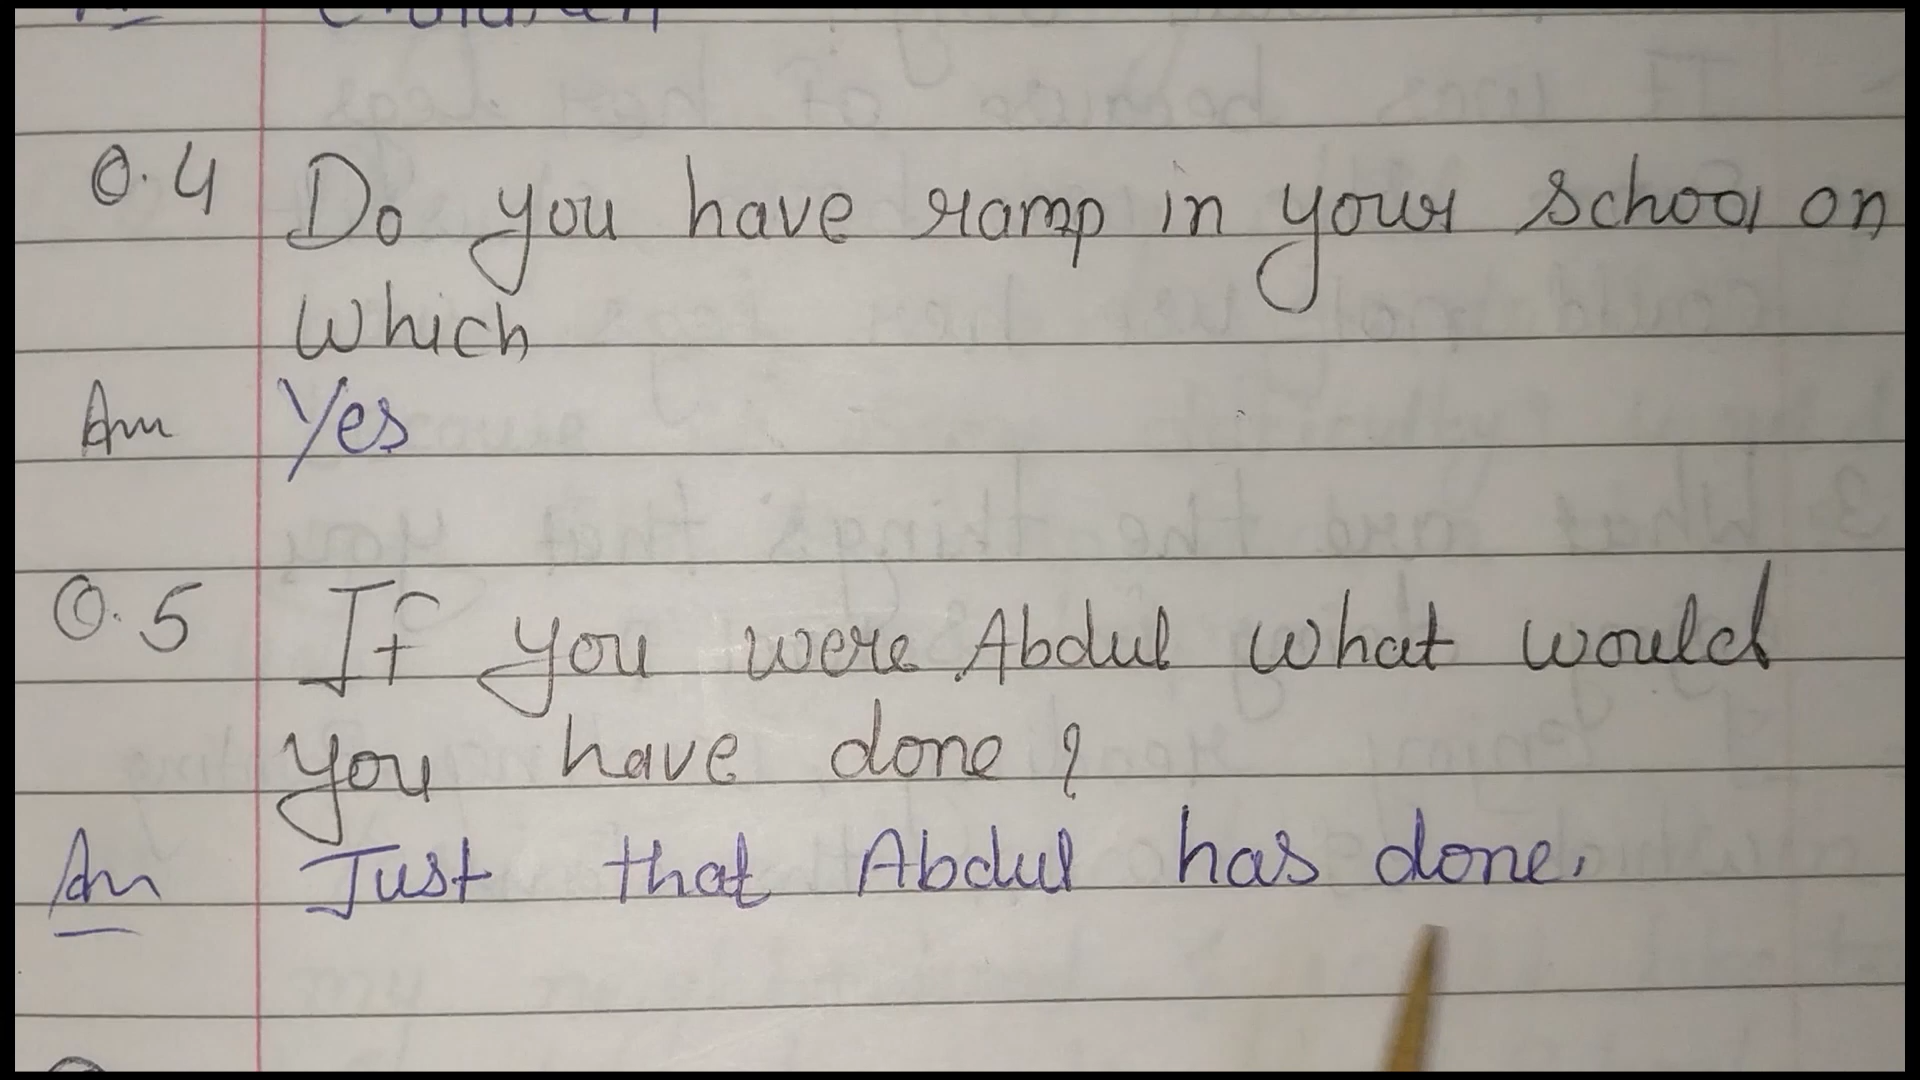 Q.4 Do you have ramp in your school on
which
Ans Yes
Q.5 If you were Abdul what would
you have done?
Ans Just that Abdul has done.